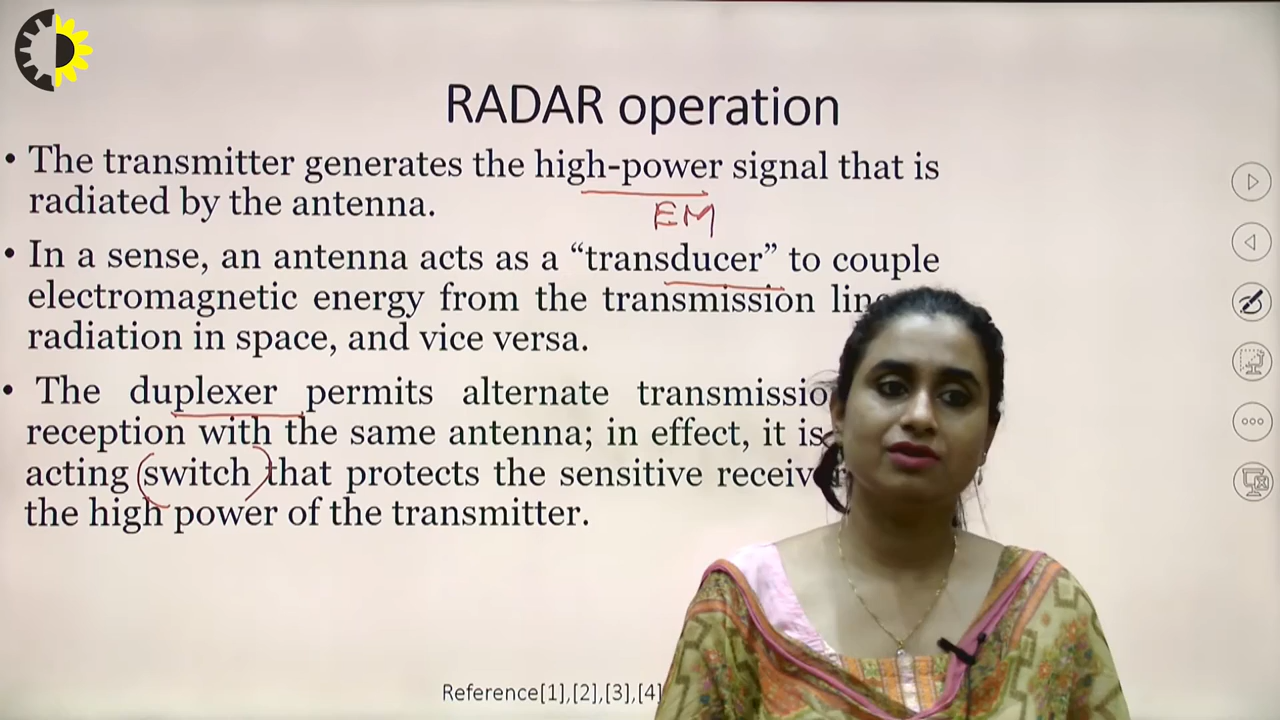 RADAR operation
• The transmitter generates the high-power signal that is
radiated by the antenna.
EM
• In a sense, an antenna acts as a “transducer” to couple
electromagnetic energy from the transmission
radiation in space, and vice versa.
• The duplexer permits alternate
reception with the same antenna; in effect, it is
acting switch that protects the sensitive
the high power of the transmitter.
Reference[1],[2],[3],[4]